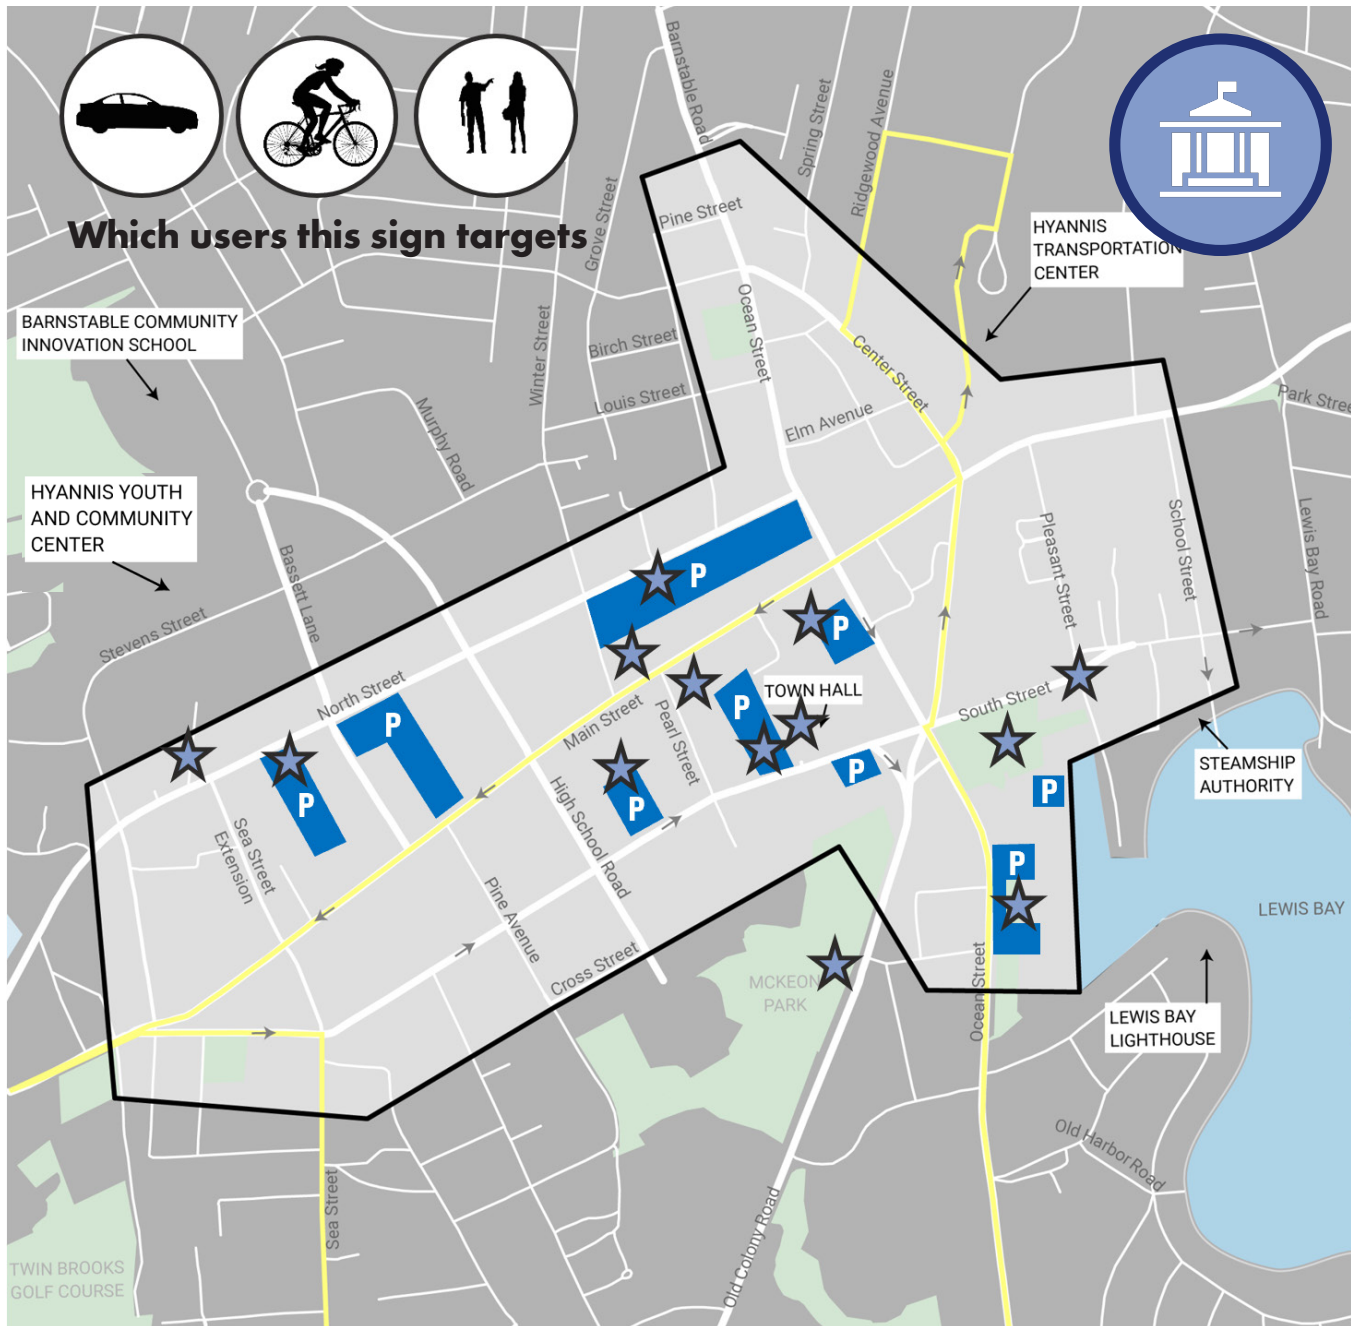 Barnstable Road
Spring Street
Ridgewood Avenue
Which users this sign targets
Grove Street
Pine Street
HYANNIS
TRANSPORTATION
CENTER
BARNSTABLE COMMUNITY
INNOVATION SCHOOL
Winter Street
Birch Street
Ocean Street
Center Street
Louis Street
Elm Avenue
Park Stree
Murphy Road
HYANNIS YOUTH
AND COMMUNITY
CENTER
Bassett Lane
Pleasant Street
School Street
Lewis Bay Road
P
P
Stevens Street
North Street
Main Street
Pearl Street
P
TOWN HALL
South Street
P
P
P
P
P
P
STEAMSHIP
AUTHORITY
Sea Street
Extension
High School Road
Pine Avenue
Cross Street
LEWIS BAY
MCKEON
PARK
Ocean Street
LEWIS BAY
LIGHTHOUSE
Old Harbor Road
Sea Street
Old Colony Road
TWIN BROOKS
GOLF COURSE